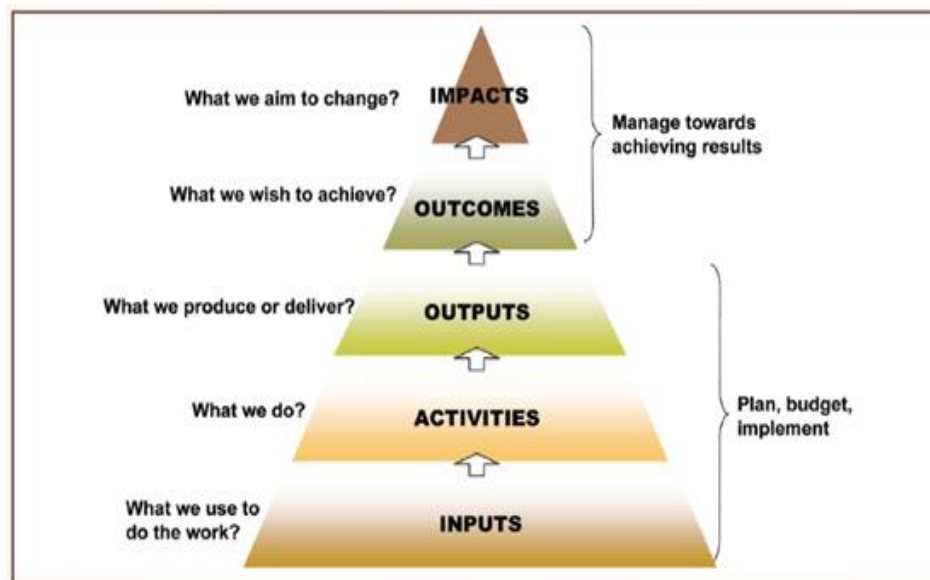 What we aim to change?
IMPACTS
Manage towards
achieving results
What we wish to achieve?
OUTCOMES
What we produce or deliver?
OUTPUTS
What we do?
ACTIVITIES
Plan, budget,
implement
What we use to
do the work?
INPUTS